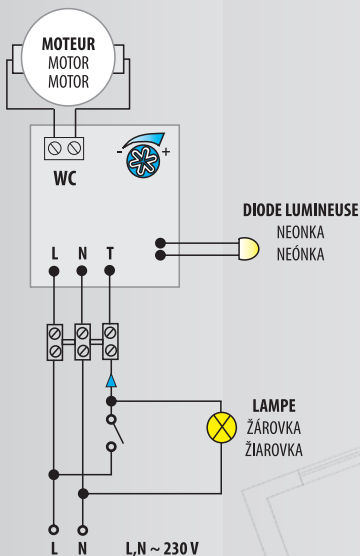 MOTEUR
MOTOR
MOTOR
- +
WC
DIODE LUMINEUSE
NEONKA
NEÓNKA
L N T
LAMPE
ŽÁROVKA
ŽIAROVKA
L N L,N ~ 230 V